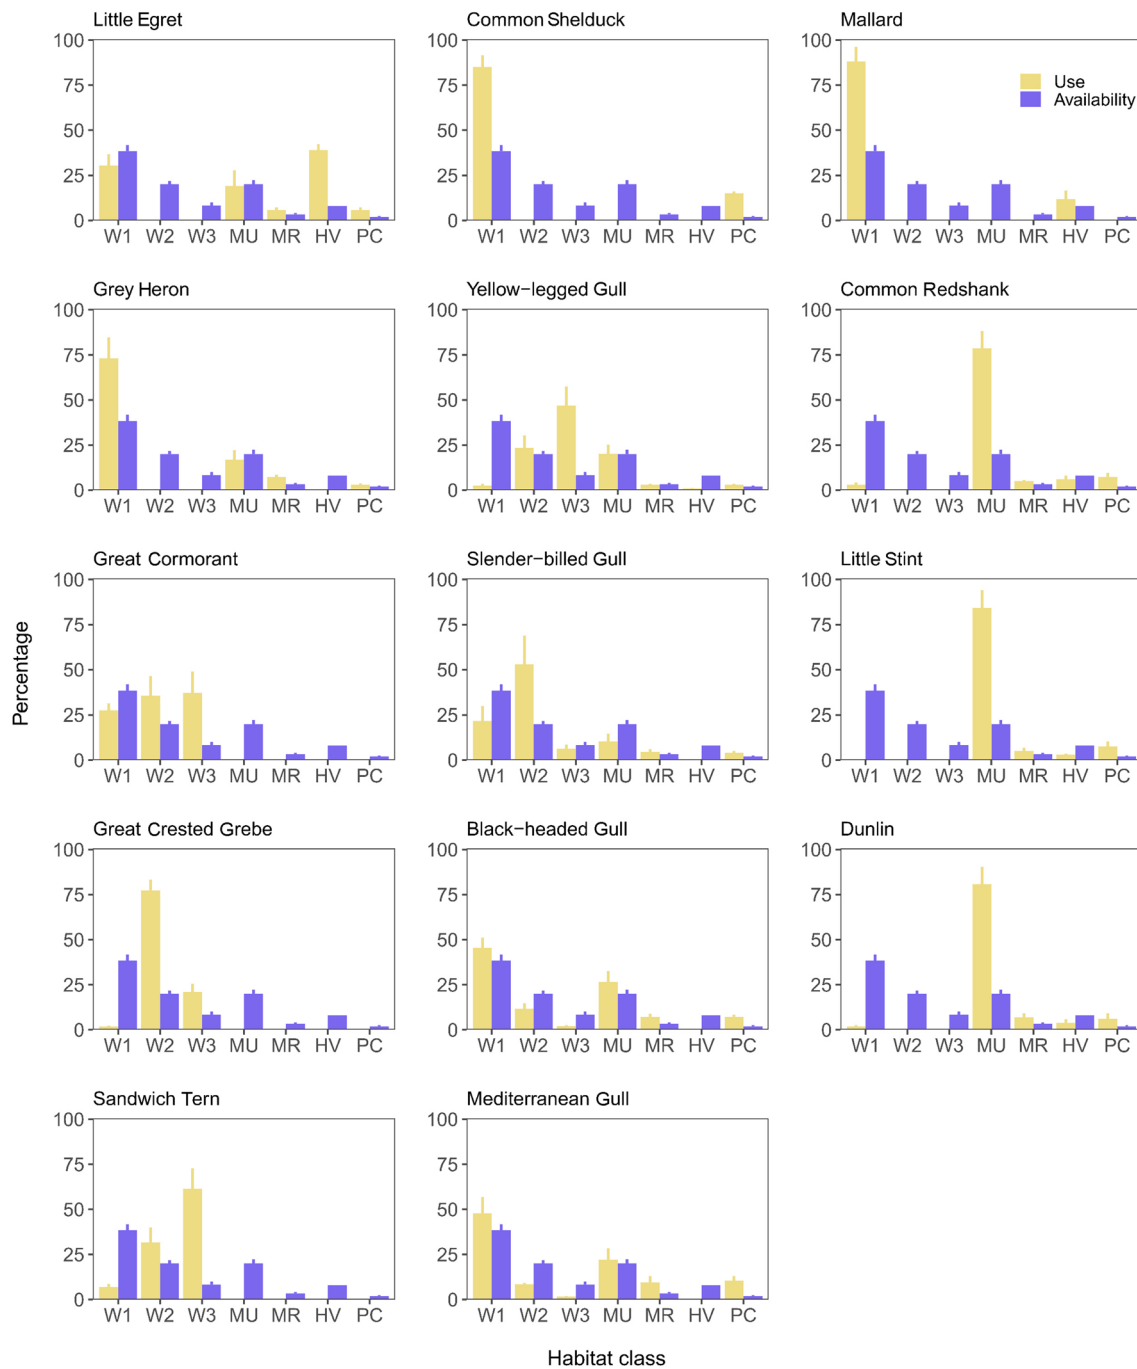 Little Egret
100
75
50
25
0
W1 W2 W3 MU MR HV PC
Common Shelduck
100
75
50
25
0
W1 W2 W3 MU MR HV PC
Mallard
100
75
50
25
0
W1 W2 W3 MU MR HV PC
Use
Availability
Grey Heron
100
75
50
25
0
W1 W2 W3 MU MR HV PC
Yellow-legged Gull
100
75
50
25
0
W1 W2 W3 MU MR HV PC
Common Redshank
100
75
50
25
0
W1 W2 W3 MU MR HV PC
Great Cormorant
100
75
50
25
0
W1 W2 W3 MU MR HV PC
Slender-billed Gull
100
75
50
25
0
W1 W2 W3 MU MR HV PC
Little Stint
100
75
50
25
0
W1 W2 W3 MU MR HV PC
Great Crested Grebe
100
75
50
25
0
W1 W2 W3 MU MR HV PC
Black-headed Gull
100
75
50
25
0
W1 W2 W3 MU MR HV PC
Dunlin
100
75
50
25
0
W1 W2 W3 MU MR HV PC
Sandwich Tern
100
75
50
25
0
W1 W2 W3 MU MR HV PC
Mediterranean Gull
100
75
50
25
0
W1 W2 W3 MU MR HV PC
Percentage
Habitat class